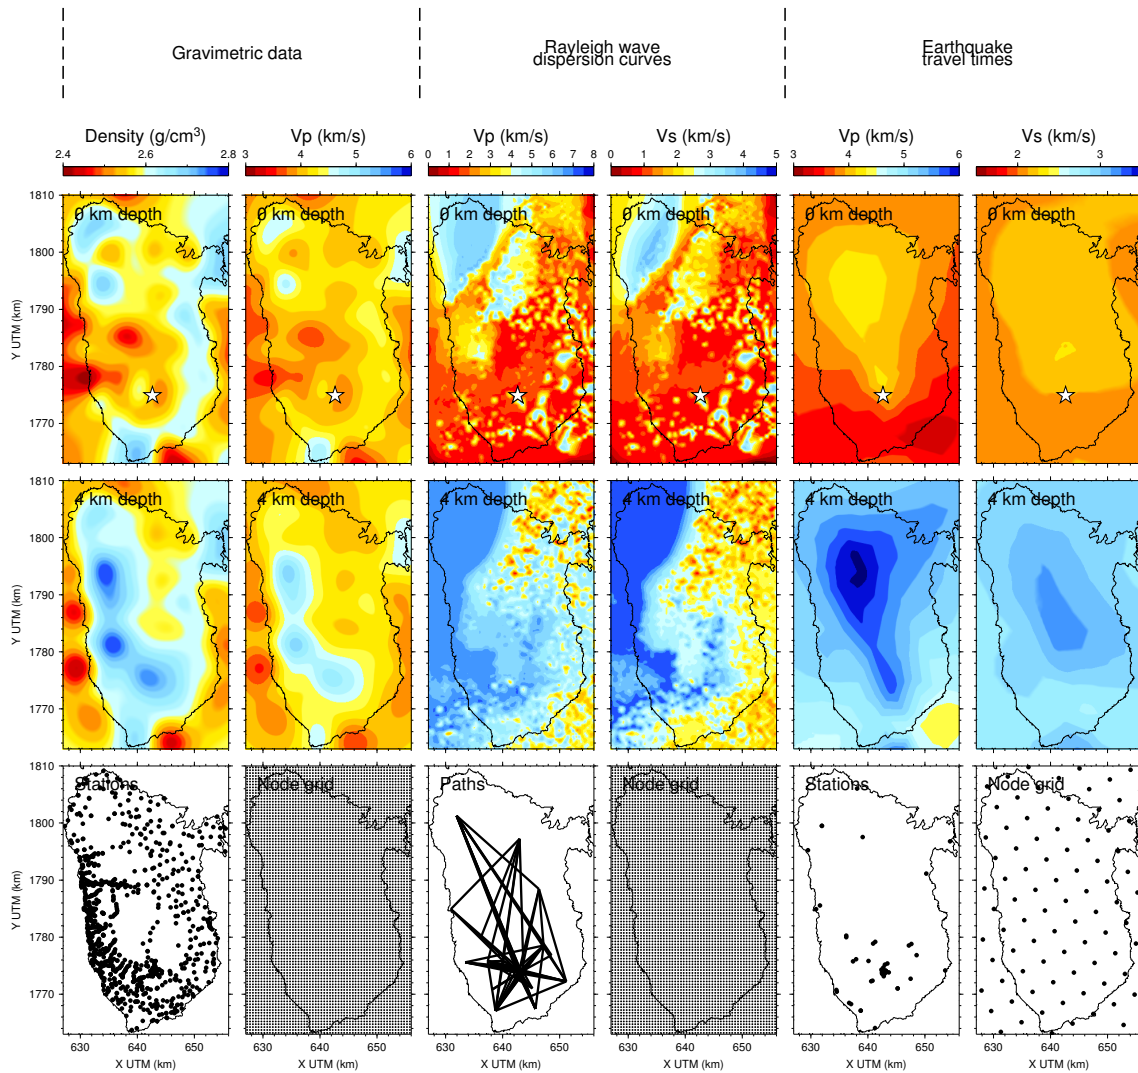 Gravimetric data
Rayleigh wave
dispersion curves
Earthquake
travel times
Density (g/cm³)
Vp (km/s)
Vp (km/s)
Vs (km/s)
Vp (km/s)
Vs (km/s)
2.4 2.6 2.8
3 4 5 6
0 1 2 3 4 5 6 7 8
0 1 2 3 4 5
3 4 5 6
2 3
0 km depth
0 km depth
0 km depth
0 km depth
0 km depth
0 km depth
1810
1800
1790
1780
1770
Y UTM (km)
4 km depth
4 km depth
4 km depth
4 km depth
4 km depth
4 km depth
1810
1800
1790
1780
1770
Y UTM (km)
Stations
Node grid
Paths
Node grid
Stations
Node grid
1810
1800
1790
1780
1770
Y UTM (km)
630 640 650
630 640 650
630 640 650
630 640 650
630 640 650
630 640 650
X UTM (km)
X UTM (km)
X UTM (km)
X UTM (km)
X UTM (km)
X UTM (km)